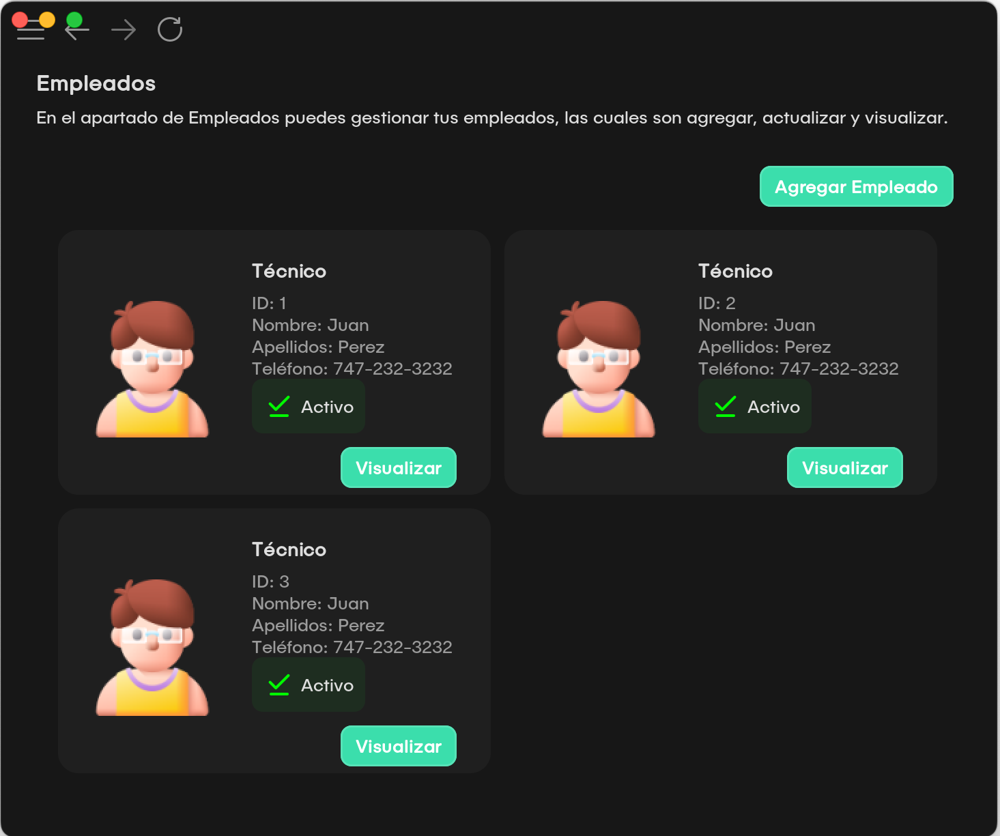 Empleados
En el apartado de Empleados puedes gestionar tus empleados, las cuales son agregar, actualizar y visualizar.
Agregar Empleado
Técnico
ID: 1
Nombre: Juan
Apellidos: Perez
Teléfono: 747-232-3232
Activo
Visualizar
Técnico
ID: 2
Nombre: Juan
Apellidos: Perez
Teléfono: 747-232-3232
Activo
Visualizar
Técnico
ID: 3
Nombre: Juan
Apellidos: Perez
Teléfono: 747-232-3232
Activo
Visualizar